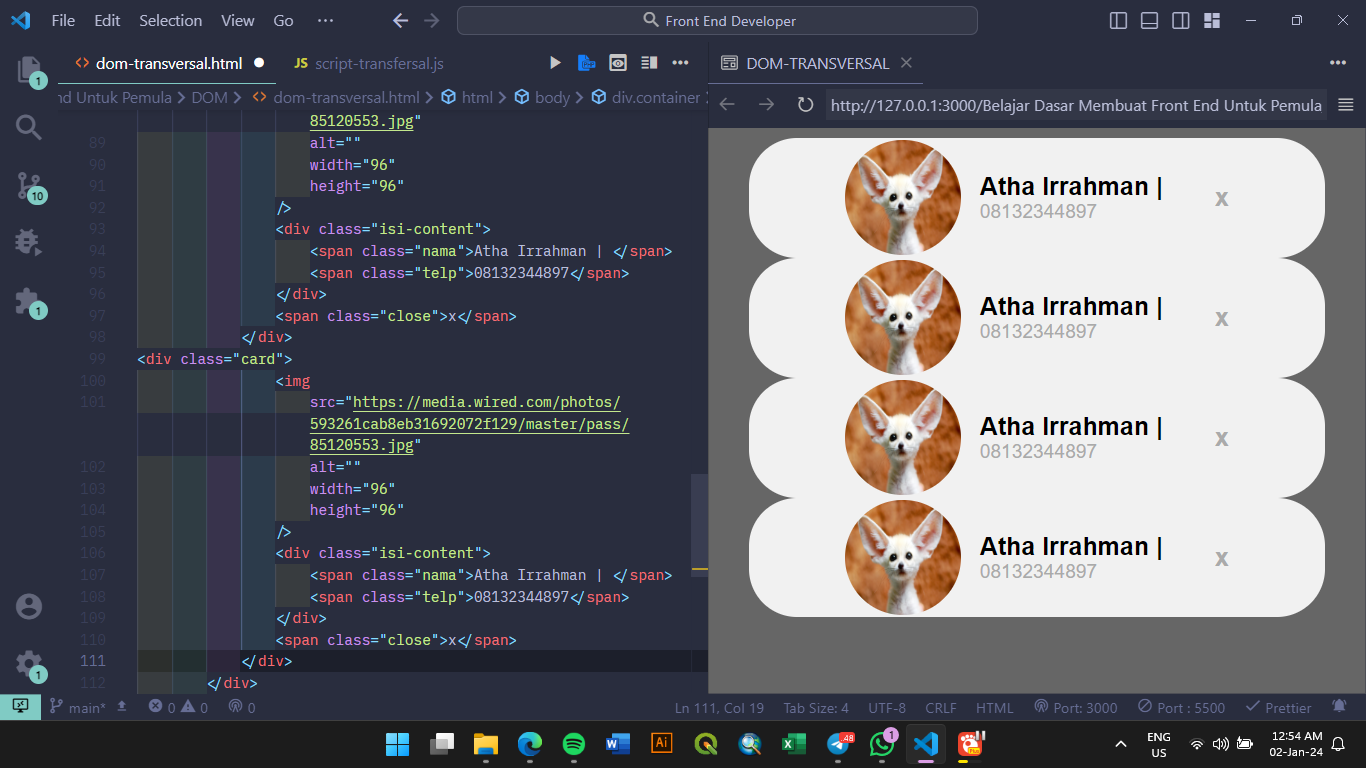 File Edit Selection View Go ··· Front End Developer
dom-transversal.html JS script-transfersal.js
DOM-TRANSVERSAL
nd Untuk Pemula > DOM > dom-transversal.html > html > body > div.container >
http://127.0.0.1:3000/Belajar Dasar Membuat Front End Untuk Pemula
85120553.jpg"
89 alt=""
90 width="96"
91 height="96"
92 />
93 <div class="isi-content">
94 <span class="nama">Atha Irrahman | </span>
95 <span class="telp">08132344897</span>
96 </div>
97 <span class="close">x</span>
98 </div>
99 <div class="card">
100 <img
101 src="https://media.wired.com/photos/
593261cab8eb31692072f129/master/pass/
85120553.jpg"
102 alt=""
103 width="96"
104 height="96"
105 />
106 <div class="isi-content">
107 <span class="nama">Atha Irrahman | </span>
108 <span class="telp">08132344897</span>
109 </div>
110 <span class="close">x</span>
111 </div>
112 </div>
Atha Irrahman |
08132344897
x
Atha Irrahman |
08132344897
x
Atha Irrahman |
08132344897
x
Atha Irrahman |
08132344897
x
1
10
1
1
main* 0 0 0 Ln 111, Col 19 Tab Size: 4 UTF-8 CRLF HTML Port: 3000 Port : 5500 Prettier
W Ai X 48 1
ENG
US
12:54 AM
02-Jan-24